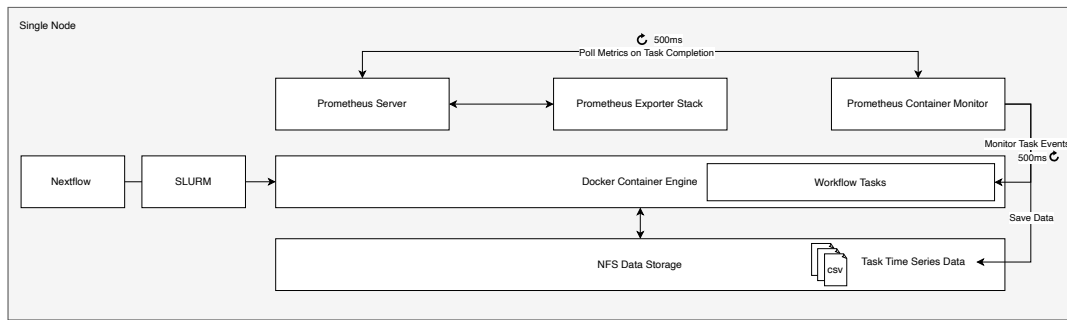 Single Node
500ms
Poll Metrics on Task Completion
Prometheus Server
Prometheus Exporter Stack
Prometheus Container Monitor
Monitor Task Events
500ms
Nextflow
SLURM
Docker Container Engine
Workflow Tasks
Save Data
NFS Data Storage
CSV
Task Time Series Data